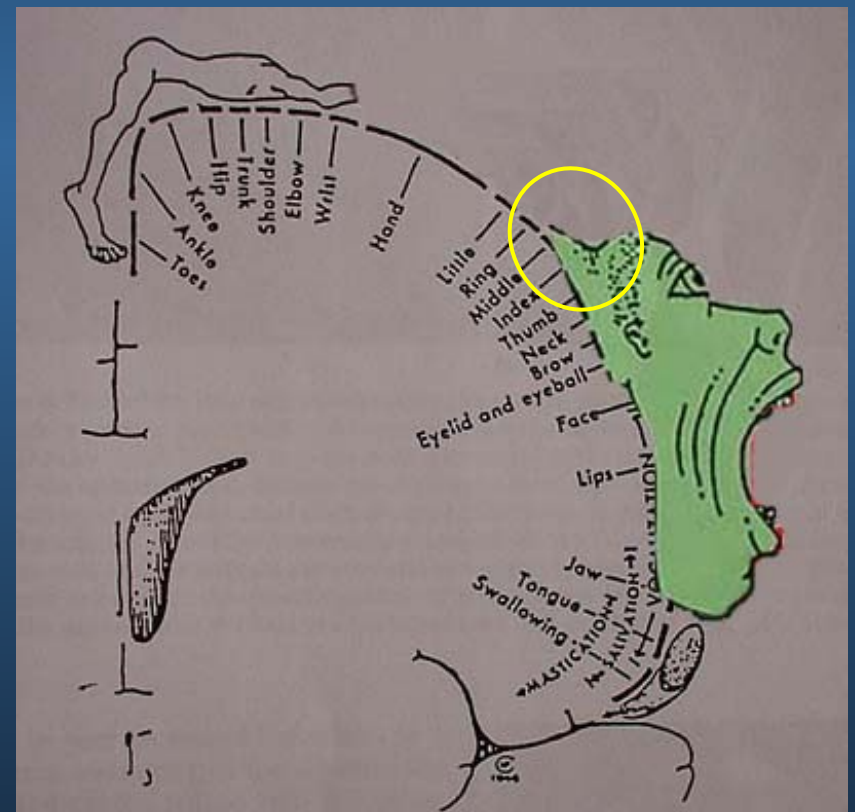 Toes
Ankle
Knee
Hip
Trunk
Shoulder
Elbow
Wrist
Hand
Little
Ring
Middle
Index
Thumb
Neck
Brow
Eyelid and eyeball
Face
Lips
VOCALIZATION
Jaw
Tongue
Swallowing
MASTICATION
SALIVATION